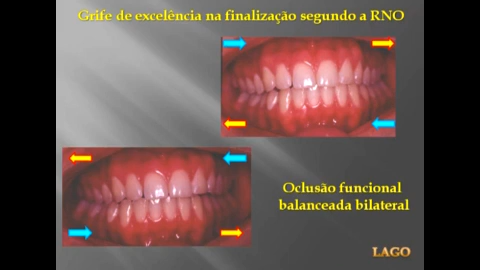 Grife de excelência na finalização segundo a RNO
Oclusão funcional
balanceada bilateral
LAGO